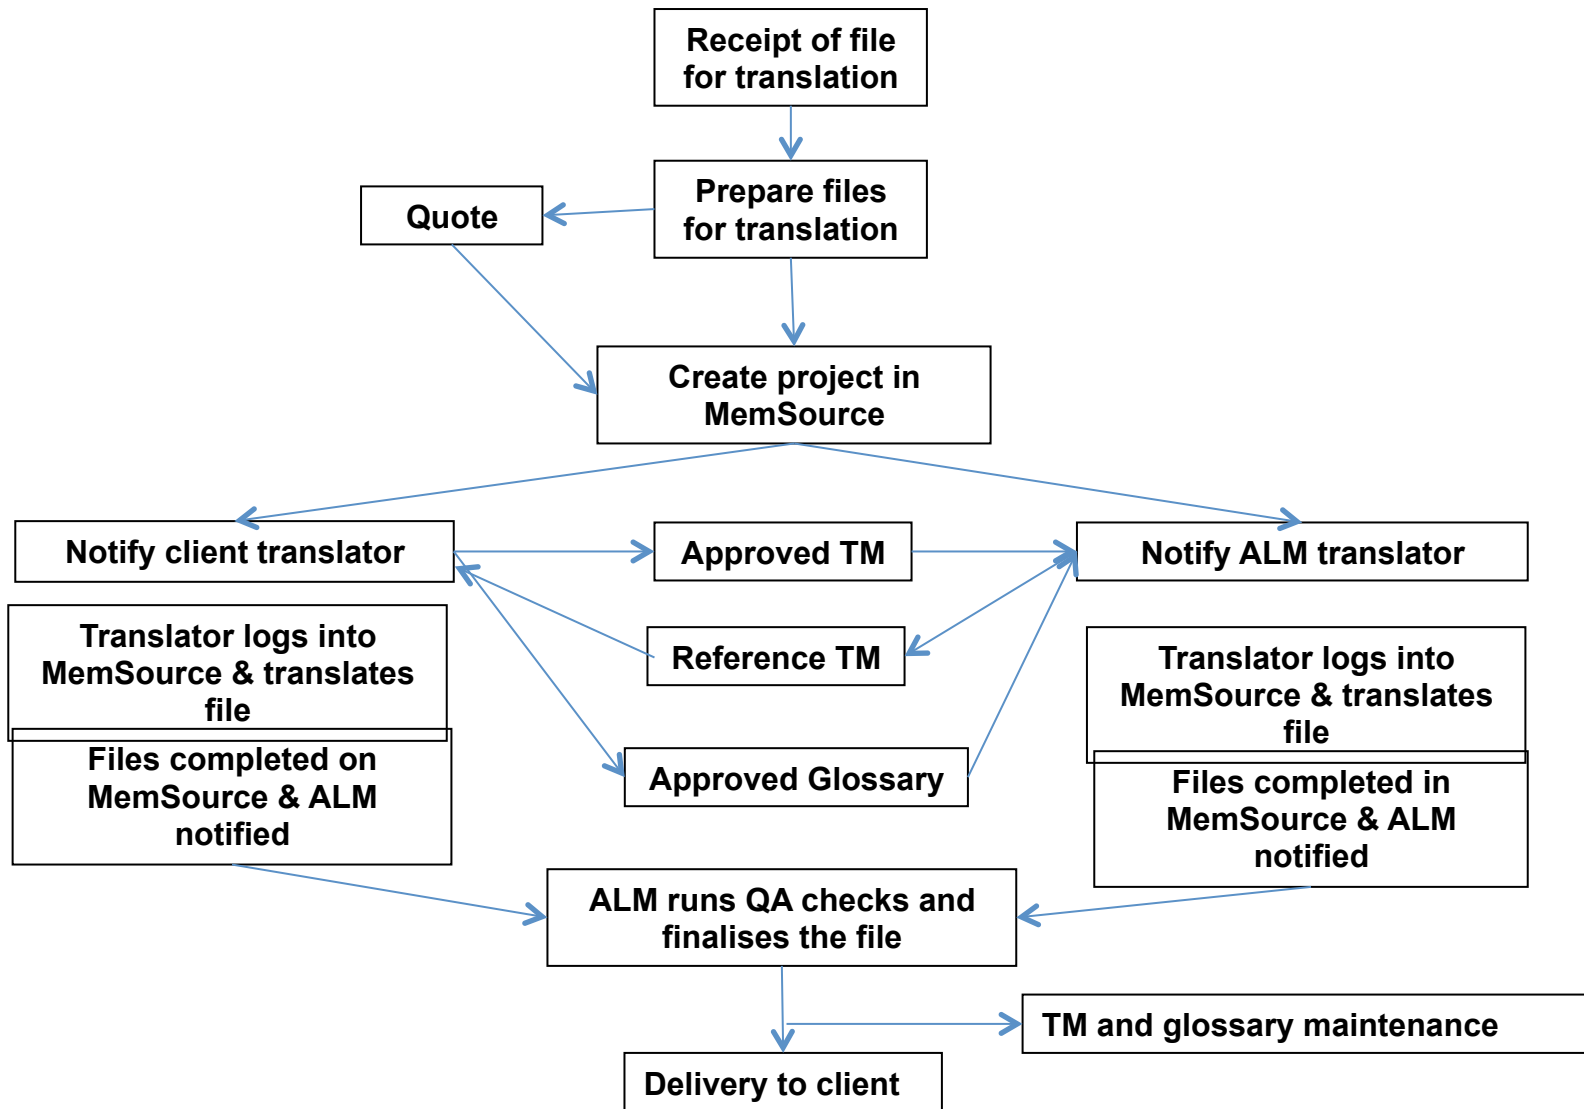 Receipt of file
for translation
Prepare files
for translation
Quote
Create project in
MemSource
Notify client translator
Approved TM
Notify ALM translator
Translator logs into
MemSource & translates
file
Reference TM
Translator logs into
MemSource & translates
file
Files completed on
MemSource & ALM
notified
Approved Glossary
Files completed in
MemSource & ALM
notified
ALM runs QA checks and
finalises the file
TM and glossary maintenance
Delivery to client